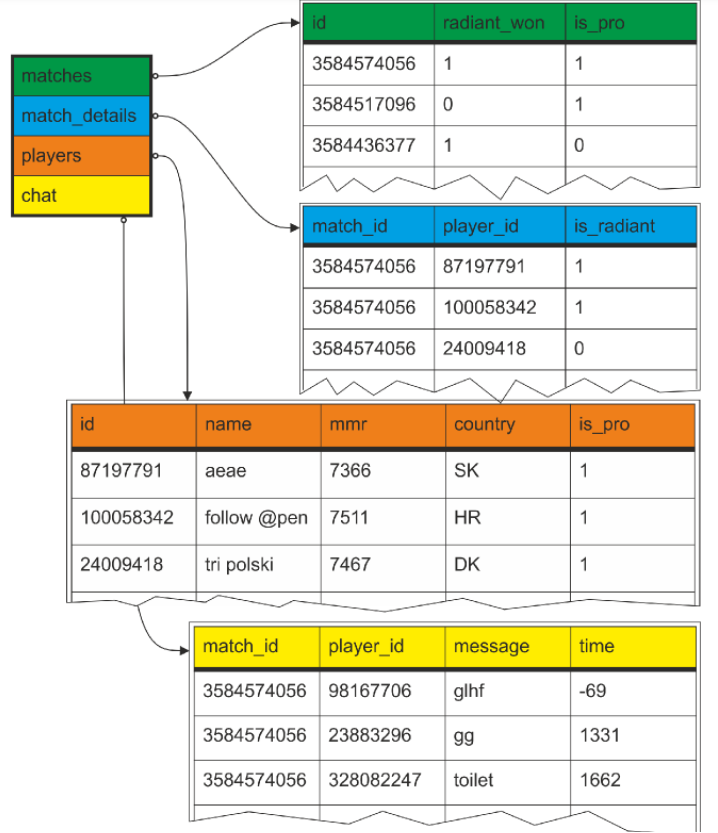 matches
match_details
players
chat
id radiant_won is_pro
3584574056 1 1
3584517096 0 1
3584436377 1 0
match_id player_id is_radiant
3584574056 87197791 1
3584574056 100058342 1
3584574056 24009418 0
id name mmr country is_pro
87197791 aeae 7366 SK 1
100058342 follow @pen 7511 HR 1
24009418 tri polski 7467 DK 1
match_id player_id message time
3584574056 98167706 glhf -69
3584574056 23883296 gg 1331
3584574056 328082247 toilet 1662